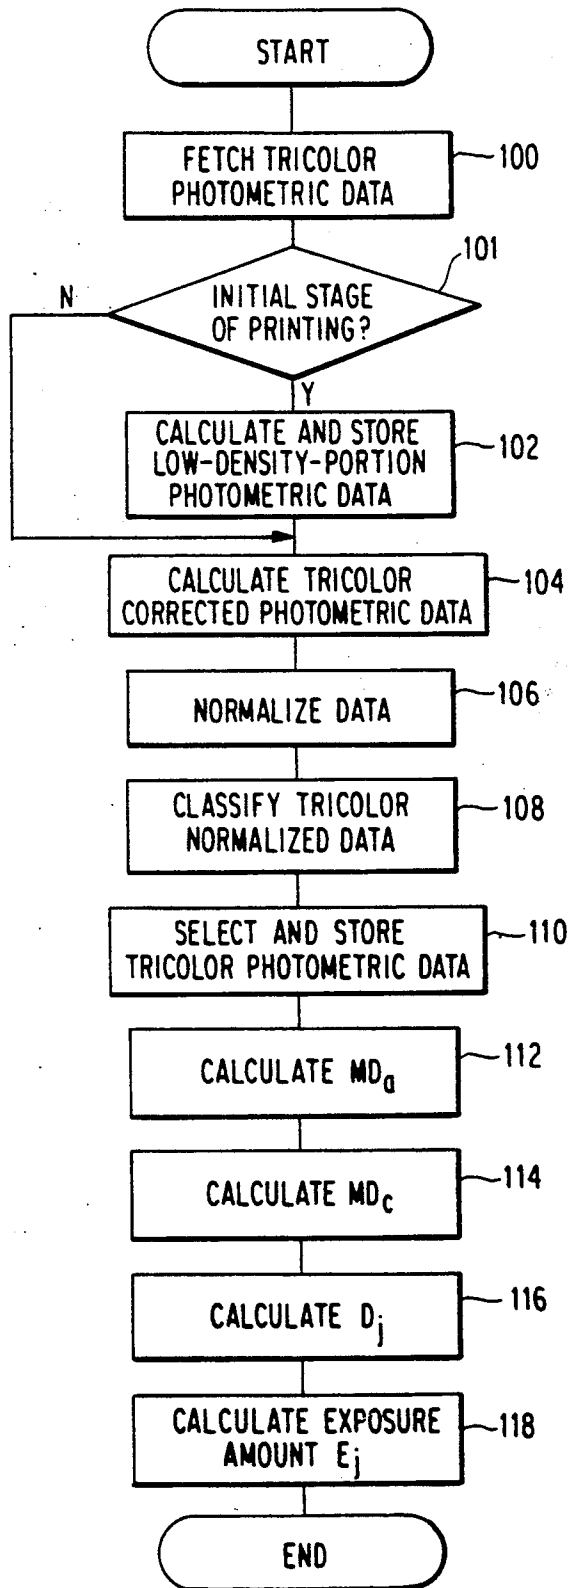 START
FETCH TRICOLOR
PHOTOMETRIC DATA
100
INITIAL STAGE
OF PRINTING?
101
N
Y
CALCULATE AND STORE
LOW-DENSITY-PORTION
PHOTOMETRIC DATA
102
CALCULATE TRICOLOR
CORRECTED PHOTOMETRIC DATA
104
NORMALIZE DATA
106
CLASSIFY TRICOLOR
NORMALIZED DATA
108
SELECT AND STORE
TRICOLOR PHOTOMETRIC DATA
110
CALCULATE MDa
112
CALCULATE MDc
114
CALCULATE Dj
116
CALCULATE EXPOSURE
AMOUNT Ej
118
END